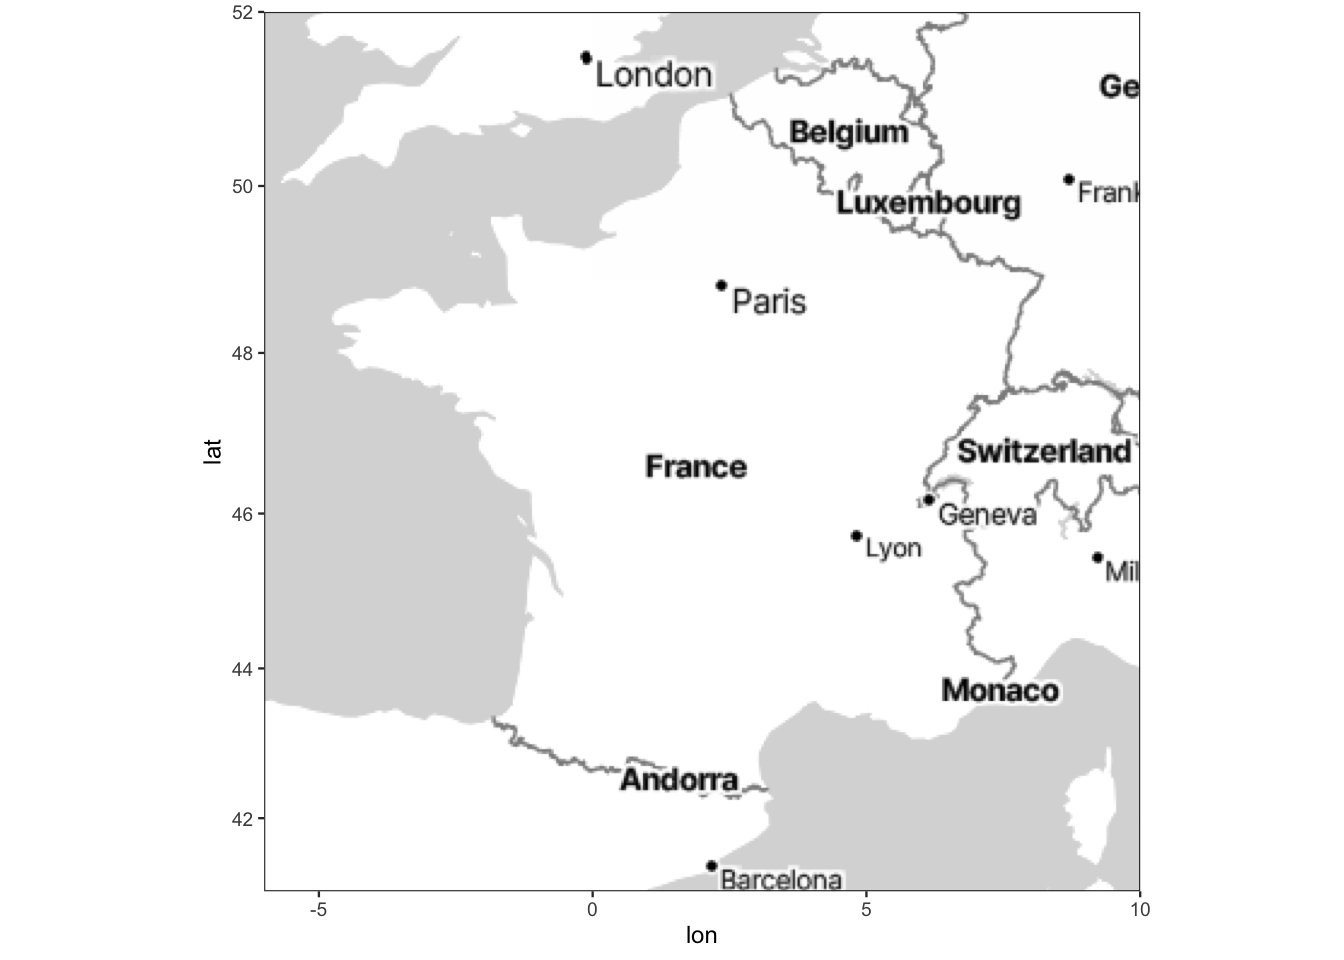 52
London
Ge
Belgium
50
Frank
Luxembourg
Paris
48
Switzerland
lat
France
46
Geneva
Lyon
Mil
44
Monaco
Andorra
42
Barcelona
-5
0
5
10
lon